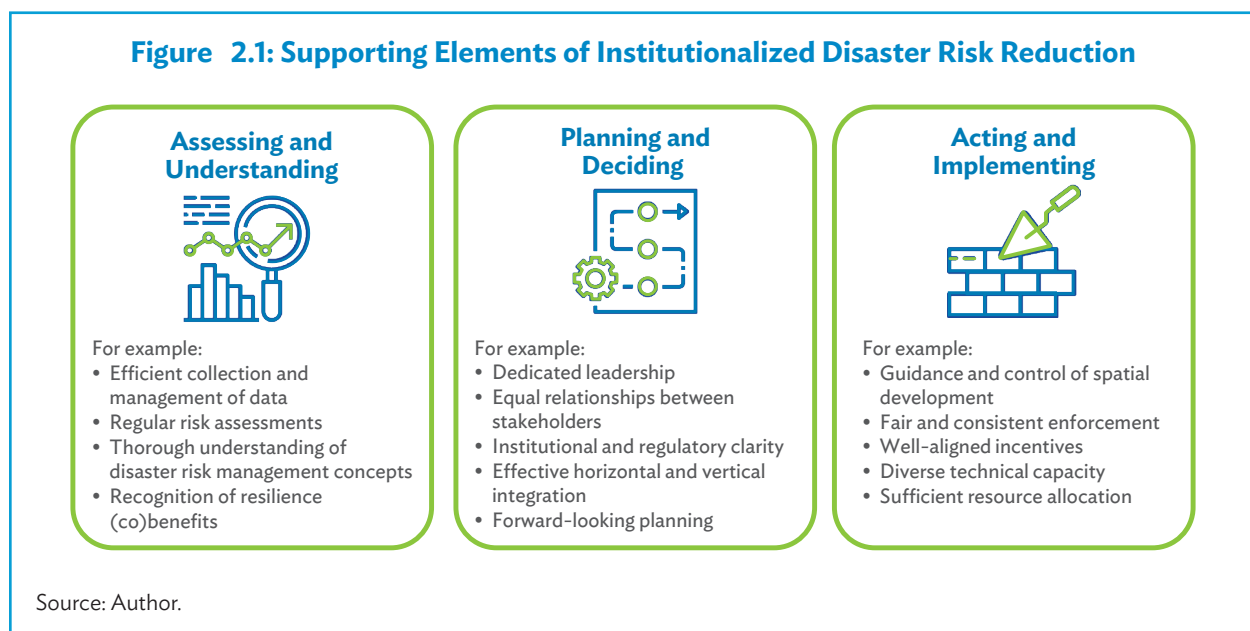 Figure 2.1: Supporting Elements of Institutionalized Disaster Risk Reduction
Assessing and
Understanding
For example:
• Efficient collection and
management of data
• Regular risk assessments
• Thorough understanding of
disaster risk management concepts
• Recognition of resilience
(co)benefits
Planning and
Deciding
For example:
• Dedicated leadership
• Equal relationships between
stakeholders
• Institutional and regulatory clarity
• Effective horizontal and vertical
integration
• Forward-looking planning
Acting and
Implementing
For example:
• Guidance and control of spatial
development
• Fair and consistent enforcement
• Well-aligned incentives
• Diverse technical capacity
• Sufficient resource allocation
Source: Author.